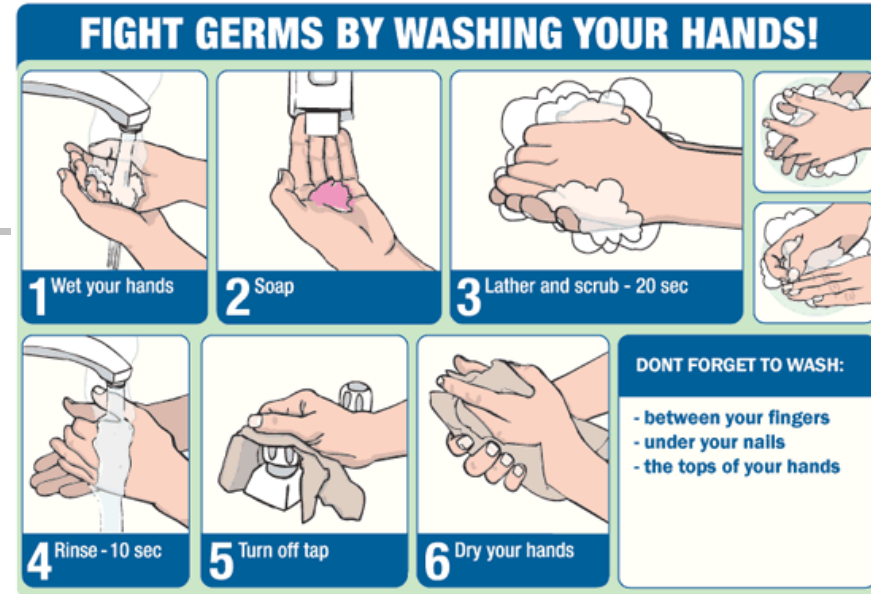 FIGHT GERMS BY WASHING YOUR HANDS!
1 Wet your hands
2 Soap
3 Lather and scrub - 20 sec
4 Rinse - 10 sec
5 Turn off tap
6 Dry your hands
DONT FORGET TO WASH:
- between your fingers
- under your nails
- the tops of your hands